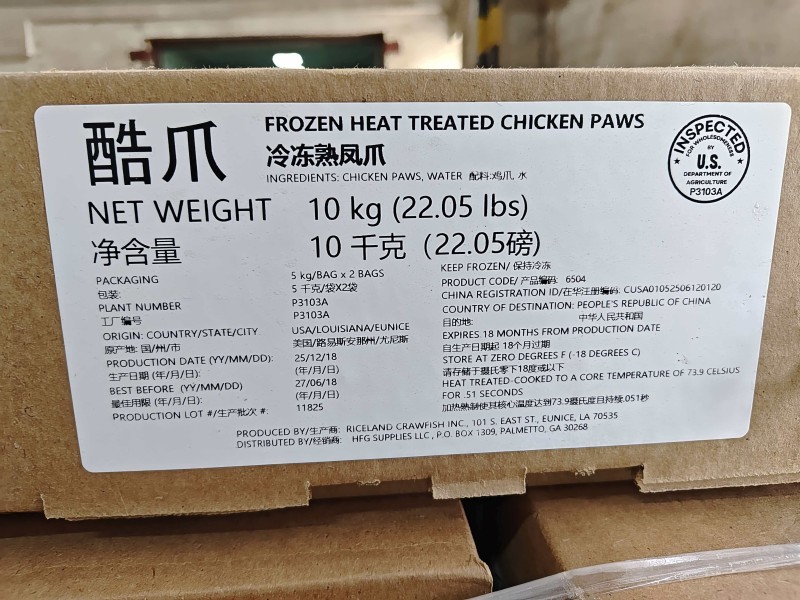 酷爪
FROZEN HEAT TREATED CHICKEN PAWS
冷冻熟凤爪
INGREDIENTS: CHICKEN PAWS, WATER 配料:鸡爪, 水
INSPECTED
FOR WHOLESOMENESS
BY
U.S.
DEPARTMENT OF
AGRICULTURE
P3103A
NET WEIGHT 10 kg (22.05 lbs)
净含量 10 千克（22.05磅)
PACKAGING 5 kg/BAG x 2 BAGS
包装: 5 千克/袋X2袋
PLANT NUMBER P3103A
工厂编号 P3103A
ORIGIN: COUNTRY/STATE/CITY USA/LOUISIANA/EUNICE
原产地: 国/州/市 美国/路易斯安那州/尤尼斯
PRODUCTION DATE (YY/MM/DD): 25/12/18
生产日期 (年/月/日): (年/月/日)
BEST BEFORE (YY/MM/DD): 27/06/18
最佳用限 (年/月/日): (年/月/日)
PRODUCTION LOT #/生产批次 #: 11825
KEEP FROZEN/ 保持冷冻
PRODUCT CODE/ 产品编码: 6504
CHINA REGISTRATION ID/在华注册编码: CUSA01052506120120
COUNTRY OF DESTINATION: PEOPLE'S REPUBLIC OF CHINA
目的地: 中华人民共和国
EXPIRES 18 MONTHS FROM PRODUCTION DATE
自生产日期起 18个月过期
STORE AT ZERO DEGREES F (-18 DEGREES C)
请存储于摄氏零下18度或以下
HEAT TREATED-COOKED TO A CORE TEMPERATURE OF 73.9 CELSIUS
FOR .51 SECONDS
加热熟制使其核心温度达到73.9摄氏度且持续.051秒
PRODUCED BY/生产商: RICELAND CRAWFISH INC., 101 S. EAST ST., EUNICE, LA 70535
DISTRIBUTED BY/经销商: HFG SUPPLIES LLC , P.O. BOX 1309, PALMETTO, GA 30268